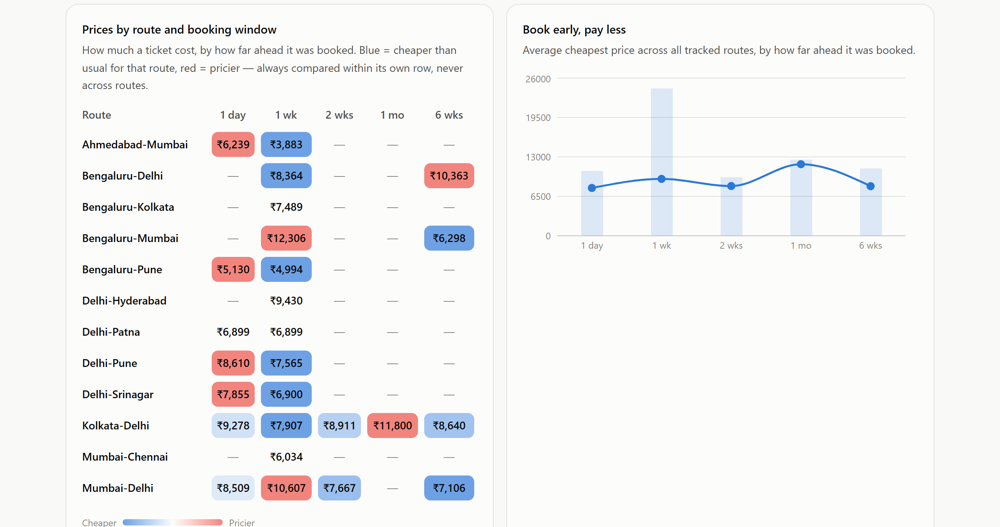 Prices by route and booking window
How much a ticket cost, by how far ahead it was booked. Blue = cheaper than
usual for that route, red = pricier — always compared within its own row, never
across routes.
Route 1 day 1 wk 2 wks 1 mo 6 wks
Ahmedabad-Mumbai ₹6,239 ₹3,883 — — —
Bengaluru-Delhi — ₹8,364 — — ₹10,363
Bengaluru-Kolkata — ₹7,489 — — —
Bengaluru-Mumbai — ₹12,306 — — ₹6,298
Bengaluru-Pune ₹5,130 ₹4,994 — — —
Delhi-Hyderabad — ₹9,430 — — —
Delhi-Patna ₹6,899 ₹6,899 — — —
Delhi-Pune ₹8,610 ₹7,565 — — —
Delhi-Srinagar ₹7,855 ₹6,900 — — —
Kolkata-Delhi ₹9,278 ₹7,907 ₹8,911 ₹11,800 ₹8,640
Mumbai-Chennai — ₹6,034 — — —
Mumbai-Delhi ₹8,509 ₹10,607 ₹7,667 — ₹7,106
Cheaper Pricier
Book early, pay less
Average cheapest price across all tracked routes, by how far ahead it was booked.
26000
19500
13000
6500
0
1 day 1 wk 2 wks 1 mo 6 wks